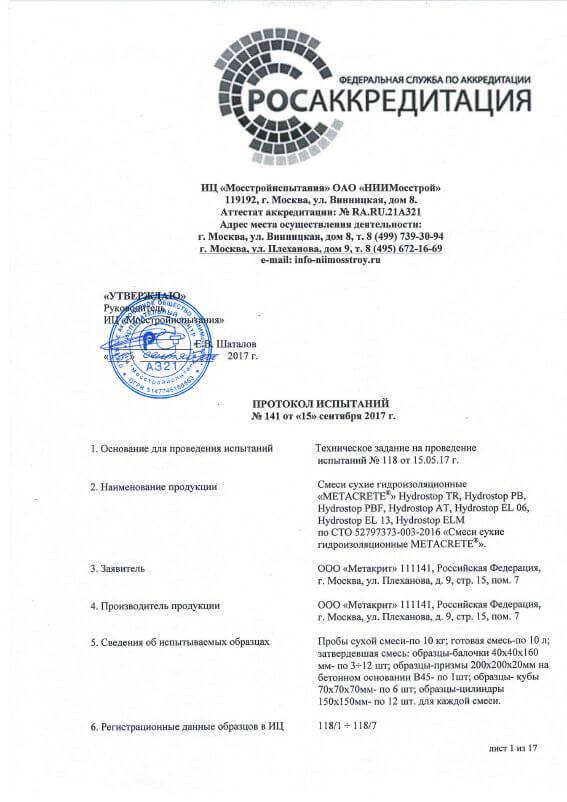 ФЕДЕРАЛЬНАЯ СЛУЖБА ПО АККРЕДИТАЦИИ
РОСАККРЕДИТАЦИЯ
ИЦ «Мосстройиспытания» ОАО «НИИМосстрой»
119192, г. Москва, ул. Винницкая, дом 8.
Аттестат аккредитации: № RA.RU.21АЗ21
Адрес места осуществления деятельности:
г. Москва, ул. Винницкая, дом 8, т. 8 (499) 739-30-94
г. Москва, ул. Плеханова, дом 9, т. 8 (495) 672-16-69
e-mail: info-niimosstroy.ru
«УТВЕРЖДАЮ»
Руководитель
ИЦ «Мосстройиспытания»
Е.В. Шаталов
2017 г.
А321
ПРОТОКОЛ ИСПЫТАНИЙ
№ 141 от «15» сентября 2017 г.
1. Основание для проведения испытаний
Техническое задание на проведение
испытаний № 118 от 15.05.17 г.
2. Наименование продукции
Смеси сухие гидроизоляционные
«METACRETE®» Hydrostop TR, Hydrostop PB,
Hydrostop PBF, Hydrostop AT, Hydrostop EL 06,
Hydrostop EL 13, Hydrostop ELM
по СТО 52797373-003-2016 «Смеси сухие
гидроизоляционные METACRETE®».
3. Заявитель
ООО «Метакрит» 111141, Российская Федерация,
г. Москва, ул. Плеханова, д. 9, стр. 15, пом. 7
4. Производитель продукции
ООО «Метакрит» 111141, Российская Федерация,
г. Москва, ул. Плеханова, д. 9, стр. 15, пом. 7
5. Сведения об испытываемых образцах
Пробы сухой смеси-по 10 кг; готовая смесь-по 10 л;
затвердевшая смесь: образцы-балочки 40х40х160
мм- по 3÷12 шт; образцы-призмы 200х200х20мм на
бетонном основании В45- по 1шт; образцы- кубы
70х70х70мм- по 6 шт; образцы-цилиндры
150х150мм- по 12 шт. для каждой смеси.
6. Регистрационные данные образцов в ИЦ
118/1 ÷ 118/7
лист 1 из 17